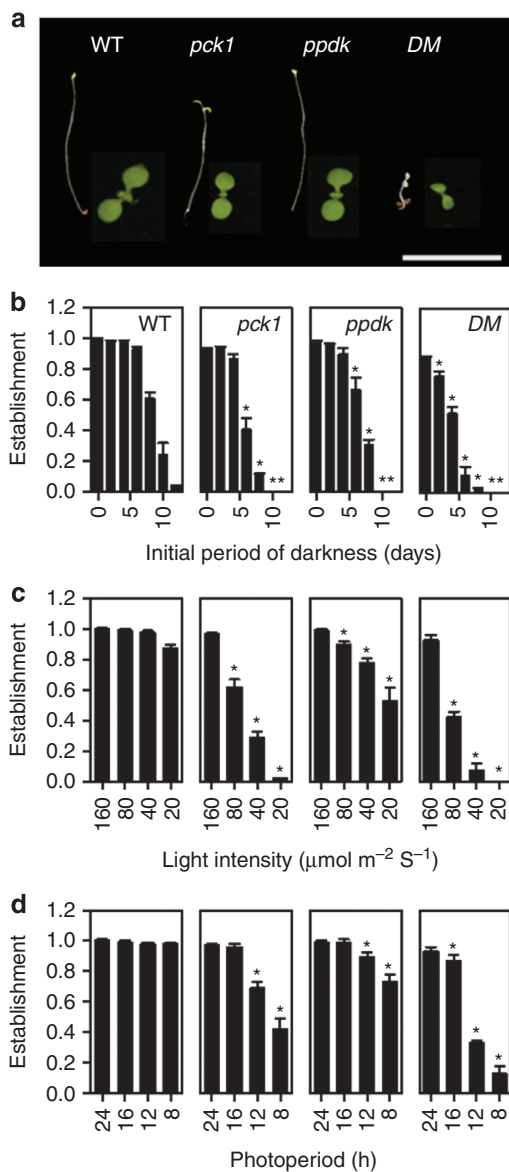 a
WT pck1 ppdk DM
b
Establishment
1.2
1.0
0.8
0.6
0.4
0.2
0.0
WT
pck1
ppdk
DM
* * **
* * **
* * * * **
0 5 10 0 5 10 0 5 10 0 5 10
Initial period of darkness (days)
c
Establishment
1.2
1.0
0.8
0.6
0.4
0.2
0.0
* * *
* * *
* * *
160 80 40 20 160 80 40 20 160 80 40 20 160 80 40 20
Light intensity (μmol m–2 S–1)
d
Establishment
1.2
1.0
0.8
0.6
0.4
0.2
0.0
* *
* *
* * *
24 16 12 8 24 16 12 8 24 16 12 8 24 16 12 8
Photoperiod (h)